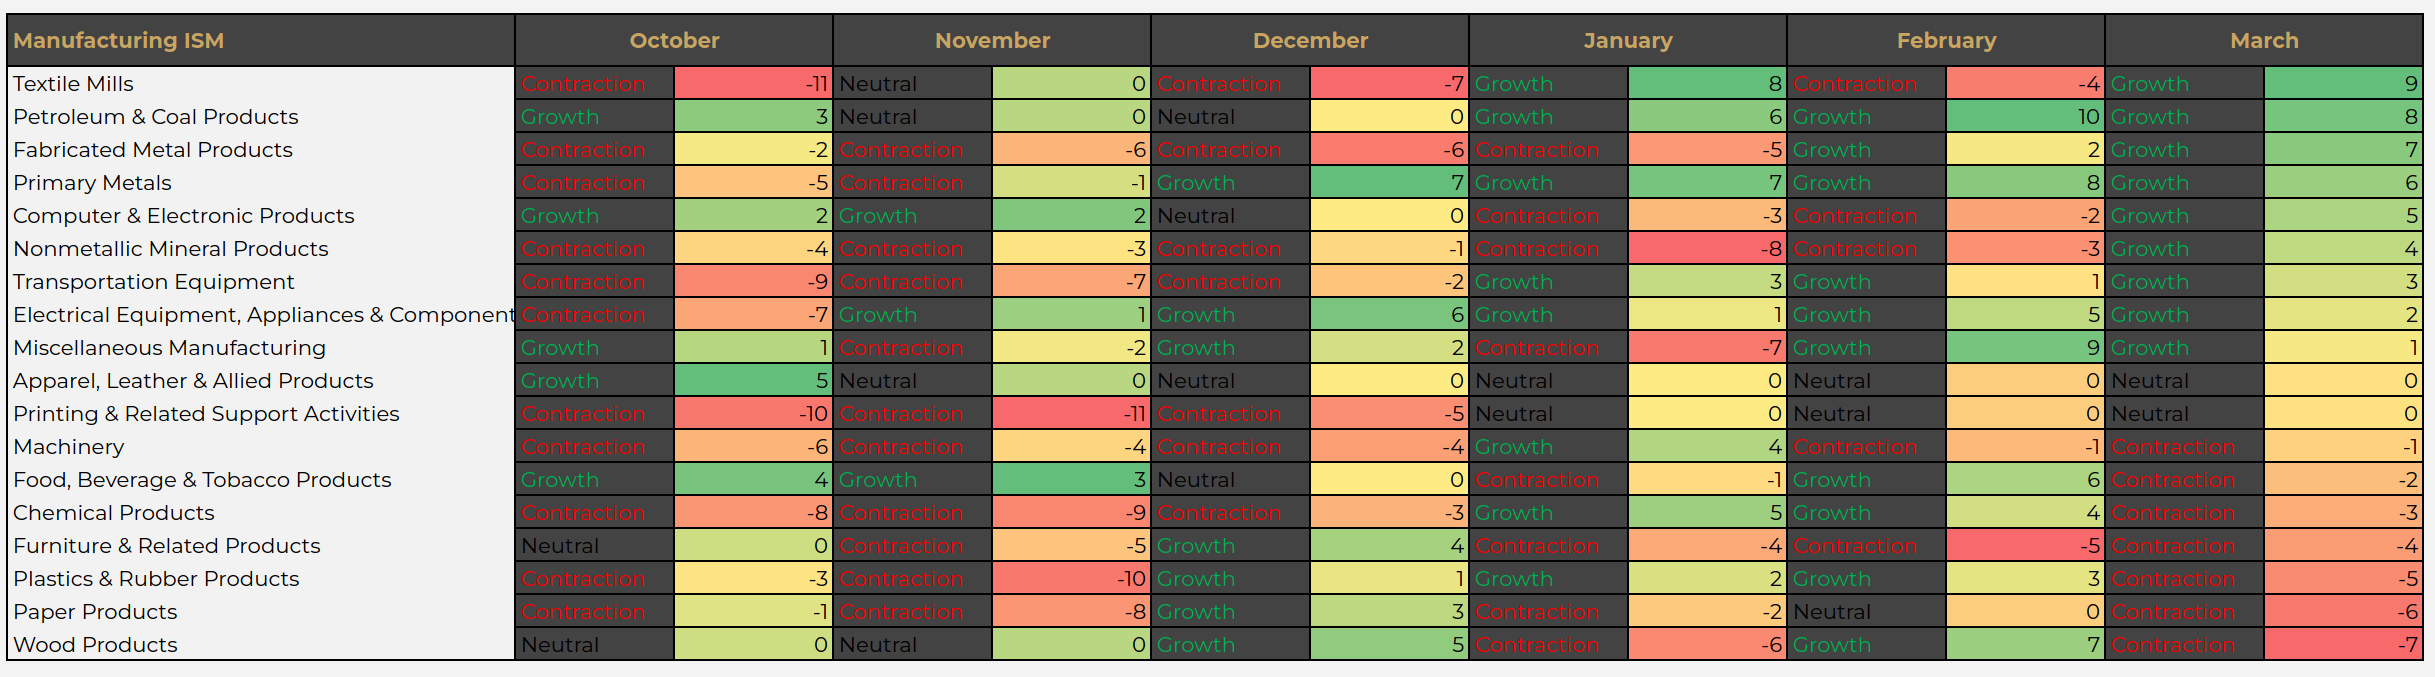 Manufacturing ISM October November December January February March
Textile Mills Contraction -11 Neutral 0 Contraction -7 Growth 8 Contraction -4 Growth 9
Petroleum & Coal Products Growth 3 Neutral 0 Neutral 0 Growth 6 Growth 10 Growth 8
Fabricated Metal Products Contraction -2 Contraction -6 Contraction -6 Contraction -5 Growth 2 Growth 7
Primary Metals Contraction -5 Contraction -1 Growth 7 Growth 7 Growth 8 Growth 6
Computer & Electronic Products Growth 2 Growth 2 Neutral 0 Contraction -3 Contraction -2 Growth 5
Nonmetallic Mineral Products Contraction -4 Contraction -3 Contraction -1 Contraction -8 Contraction -3 Growth 4
Transportation Equipment Contraction -9 Contraction -7 Contraction -2 Growth 3 Growth 1 Growth 3
Electrical Equipment, Appliances & Component Contraction -7 Growth 1 Growth 6 Growth 1 Growth 5 Growth 2
Miscellaneous Manufacturing Growth 1 Contraction -2 Growth 2 Contraction -7 Growth 9 Growth 1
Apparel, Leather & Allied Products Growth 5 Neutral 0 Neutral 0 Neutral 0 Neutral 0 Neutral 0
Printing & Related Support Activities Contraction -10 Contraction -11 Contraction -5 Neutral 0 Neutral 0 Neutral 0
Machinery Contraction -6 Contraction -4 Contraction -4 Growth 4 Contraction -1 Contraction -1
Food, Beverage & Tobacco Products Growth 4 Growth 3 Neutral 0 Contraction -1 Growth 6 Contraction -2
Chemical Products Contraction -8 Contraction -9 Contraction -3 Growth 5 Growth 4 Contraction -3
Furniture & Related Products Neutral 0 Contraction -5 Growth 4 Contraction -4 Contraction -5 Contraction -4
Plastics & Rubber Products Contraction -3 Contraction -10 Growth 1 Growth 2 Growth 3 Contraction -5
Paper Products Contraction -1 Contraction -8 Growth 3 Contraction -2 Neutral 0 Contraction -6
Wood Products Neutral 0 Neutral 0 Growth 5 Contraction -6 Growth 7 Contraction -7